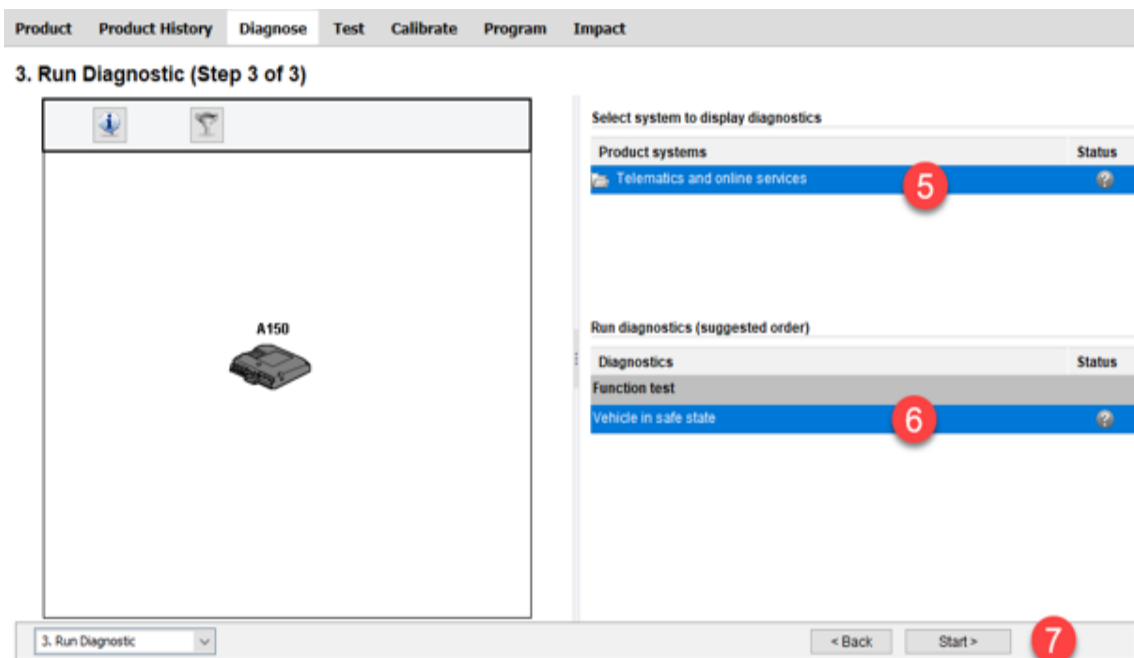 Product Product History Diagnose Test Calibrate Program Impact
3. Run Diagnostic (Step 3 of 3)
Select system to display diagnostics
Product systems Status
Telematics and online services 5 ?
A150
Run diagnostics (suggested order)
Diagnostics Status
Function test
Vehicle in safe state 6 ?
3. Run Diagnostic < Back Start > 7